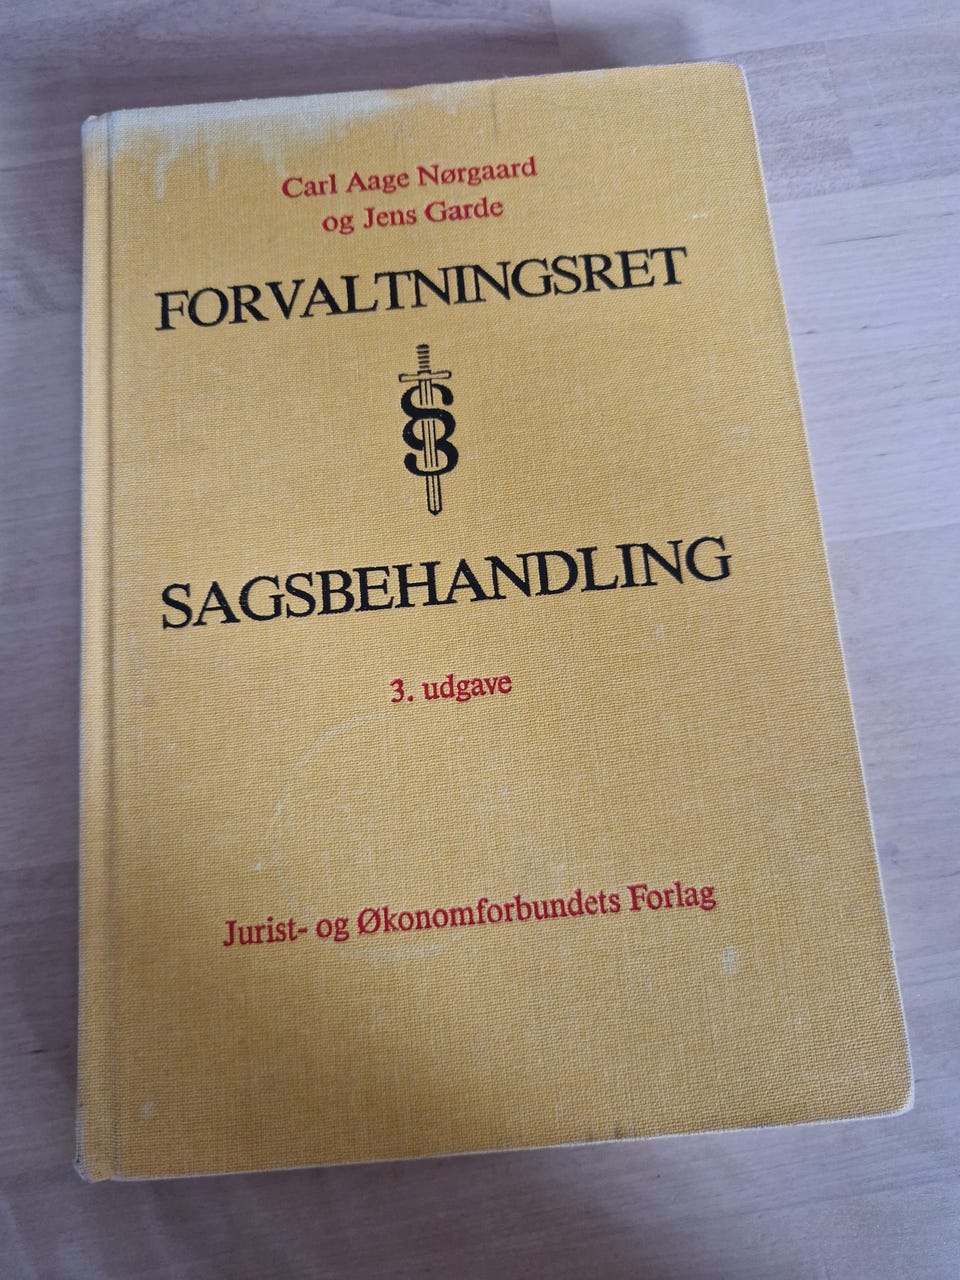 Carl Aage Nørgaard
og Jens Garde
FORVALTNINGSRET
§
SAGSBEHANDLING
3. udgave
Jurist- og Økonomforbundets Forlag